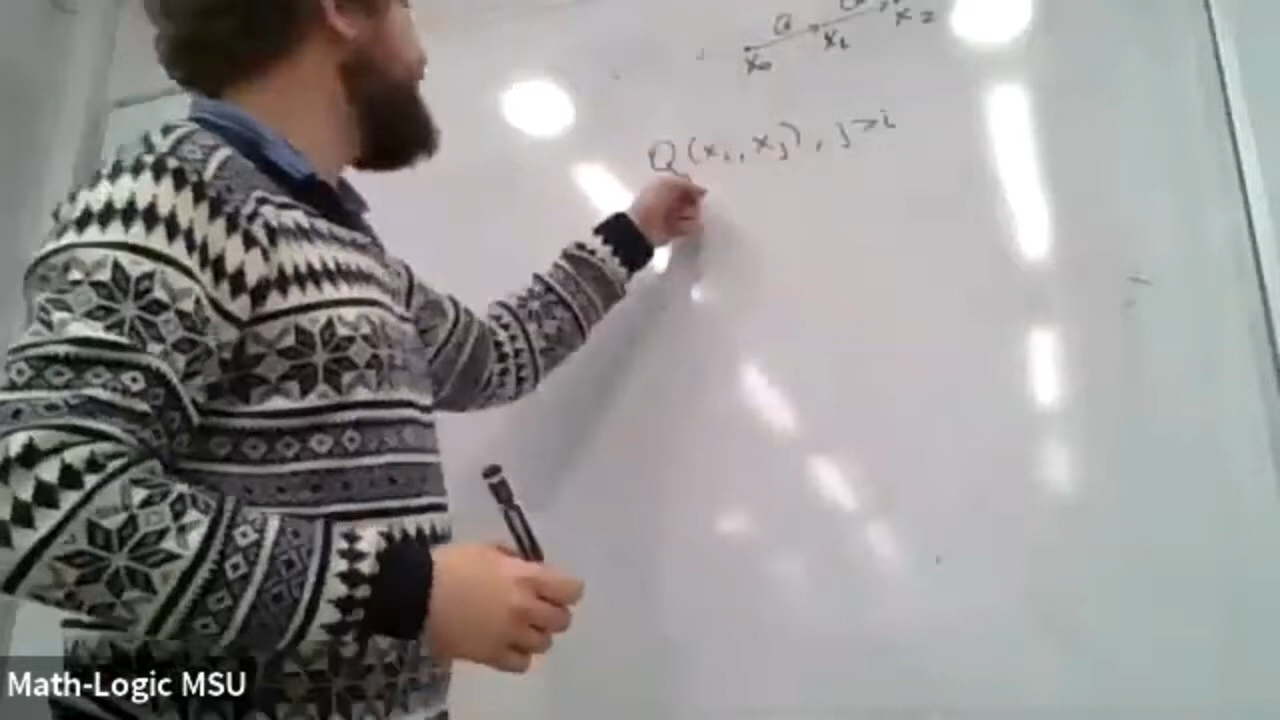 Q
x₀ x₁ x₂
Q(xᵢ, xⱼ), j>i
Math-Logic MSU